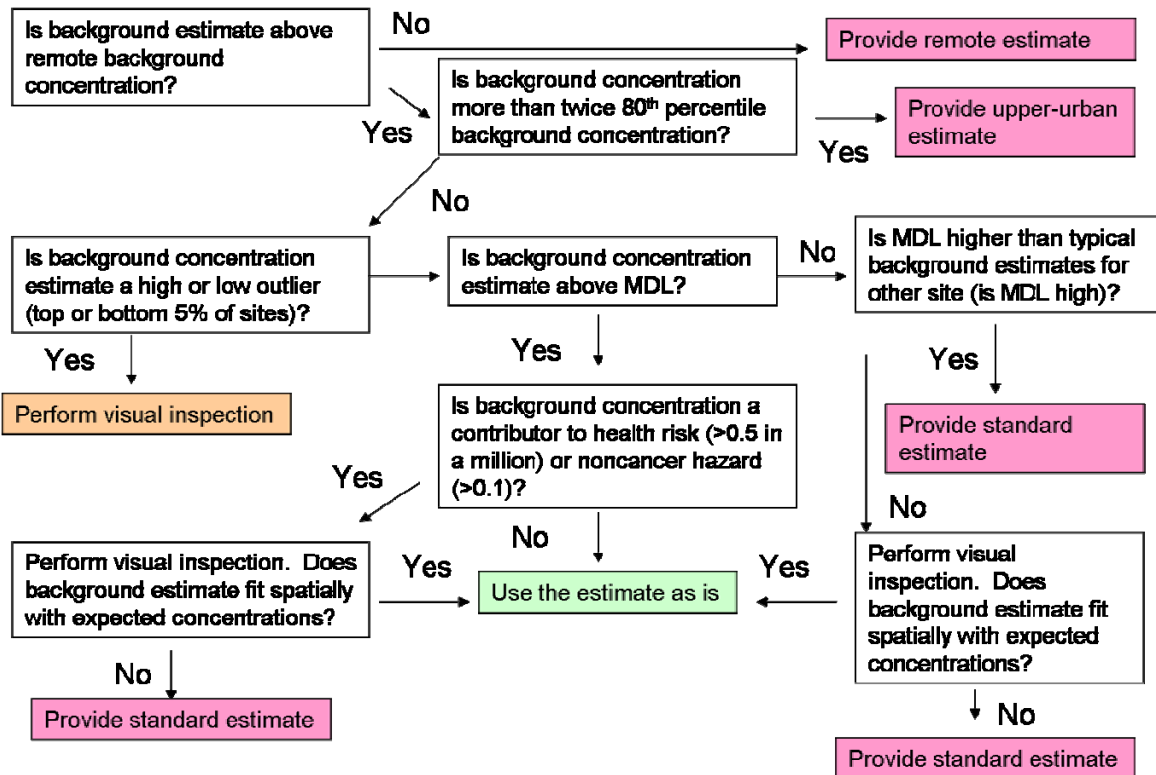 Is background estimate above
remote background
concentration?
No
Provide remote estimate
Yes
Is background concentration
more than twice 80th percentile
background concentration?
Yes
Provide upper-urban
estimate
No
Is background concentration
estimate a high or low outlier
(top or bottom 5% of sites)?
Is background concentration
estimate above MDL?
No
Is MDL higher than typical
background estimates for
other site (is MDL high)?
Yes
Perform visual inspection
Yes
Yes
Provide standard
estimate
Is background concentration a
contributor to health risk (>0.5 in
a million) or noncancer hazard
(>0.1)?
Yes
No
No
Perform visual inspection. Does
background estimate fit spatially
with expected concentrations?
Yes
Use the estimate as is
Yes
Perform visual
inspection. Does
background estimate fit
spatially with expected
concentrations?
No
Provide standard estimate
No
Provide standard estimate